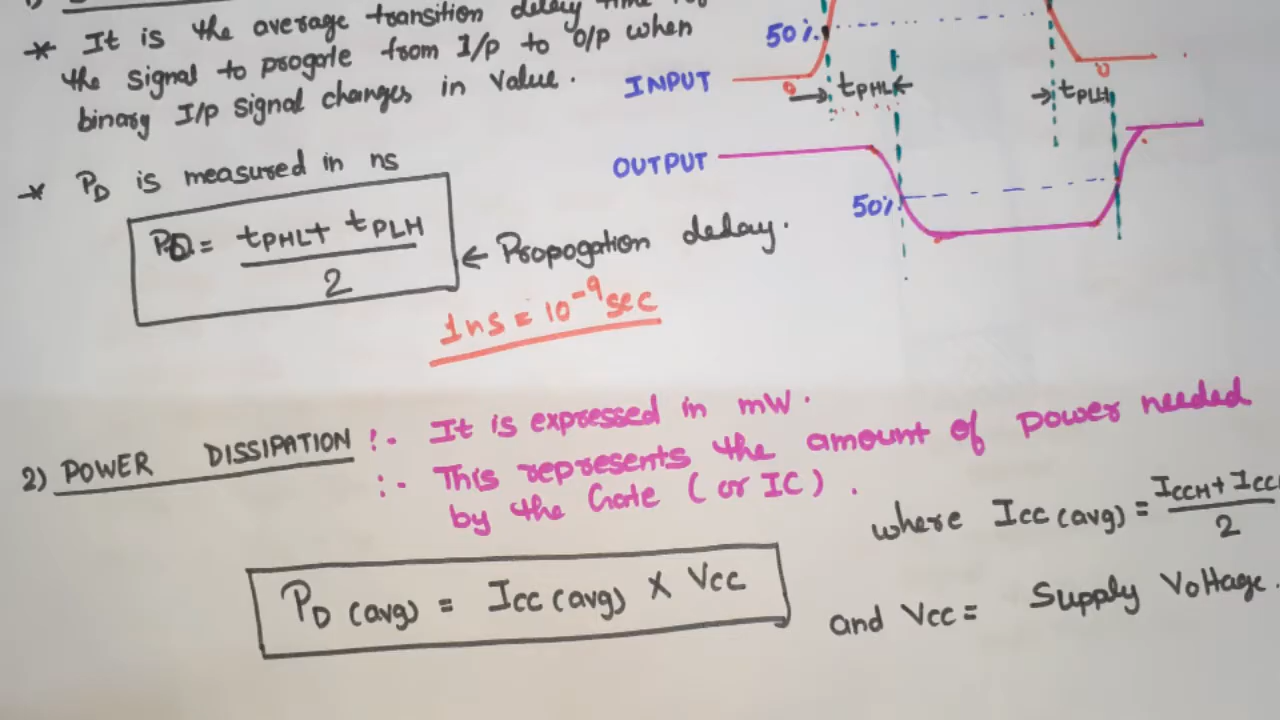 * It is the average transition delay time
the signal to progate from I/p to O/p when
binary I/p signal changes in value.
* PD is measured in ns
PD = tPHL + tPLH / 2
← Propogation delay.
1ns = 10⁻⁹ sec
50%.
INPUT
0
→ tPHL ←
→ tPLH
0
OUTPUT
50%
2) POWER DISSIPATION :- It is expressed in mW.
:- This represents the amount of power needed
by the Gate (or IC).
PD (avg) = Icc (avg) X Vcc
where Icc (avg) = ICCH + ICC / 2
and Vcc = Supply Voltage.